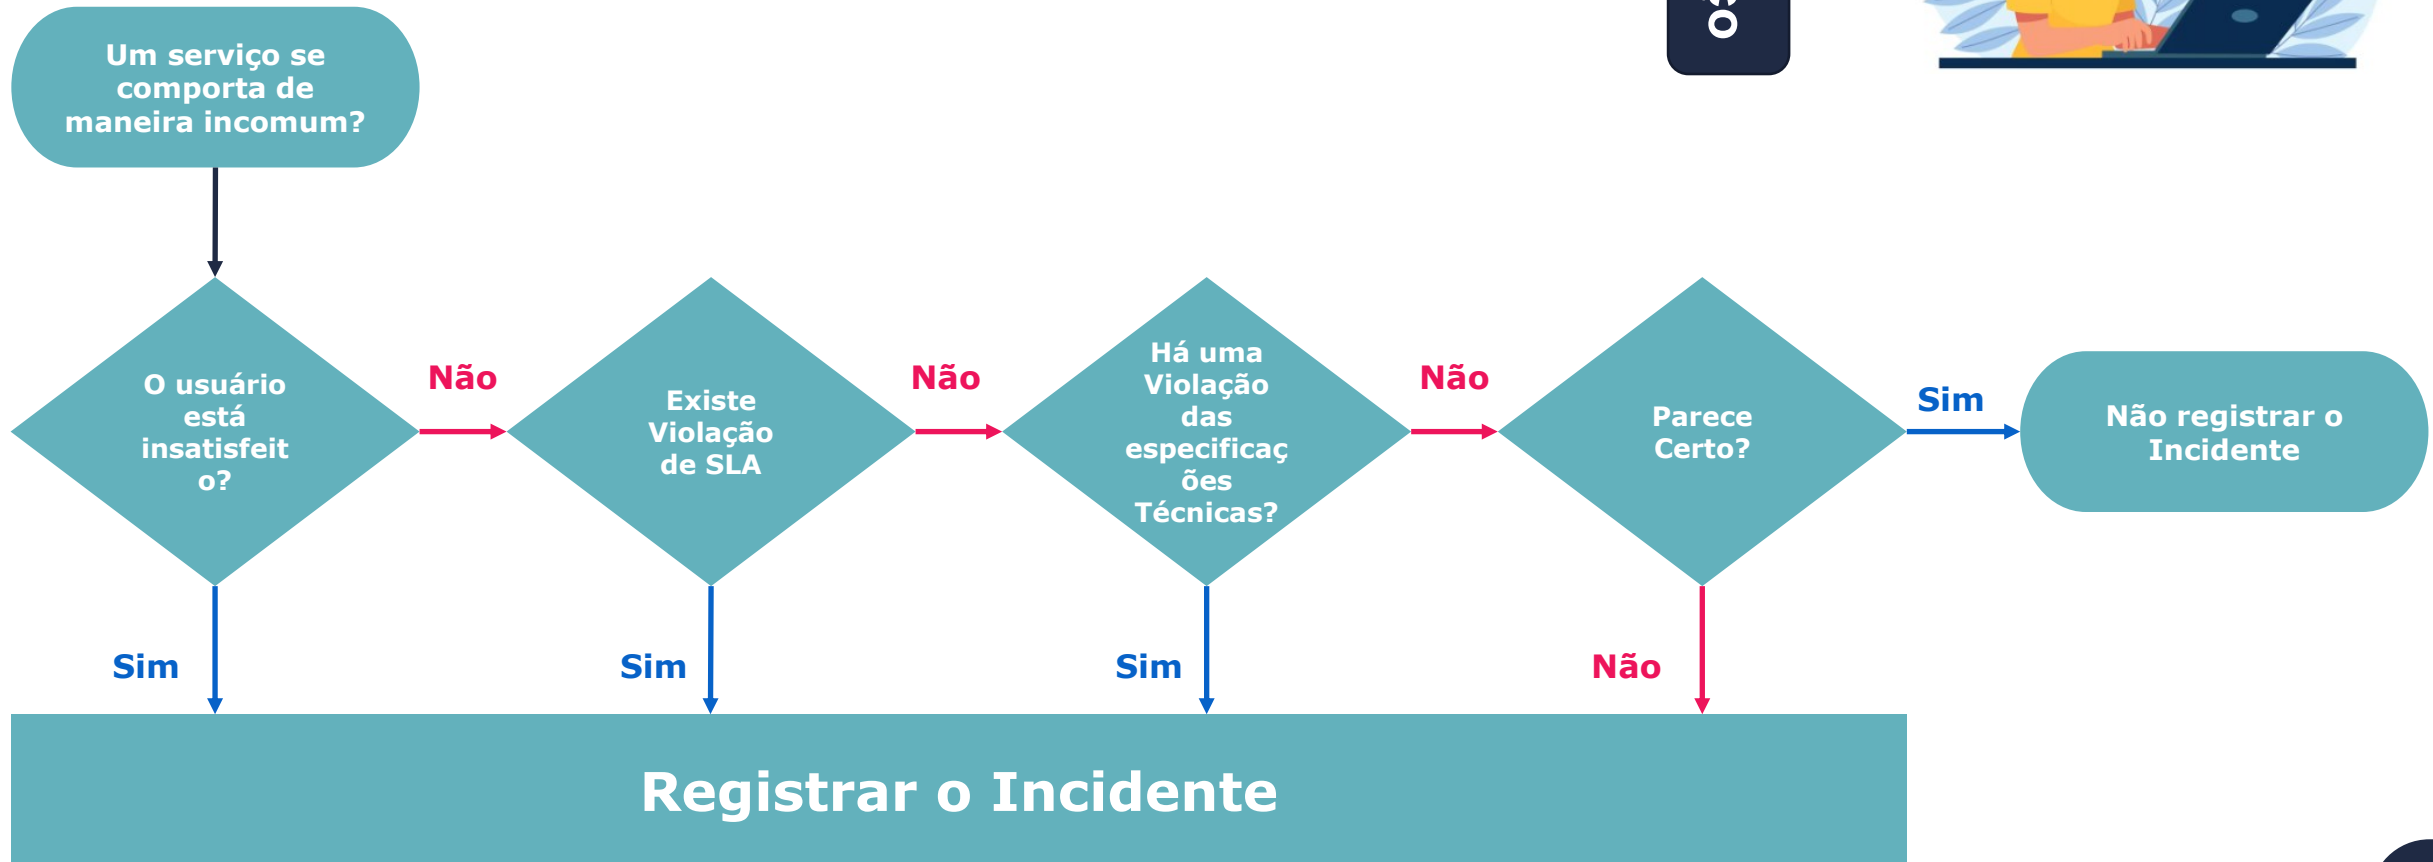 Um serviço se
comporta de
maneira incomum?
O usuário
está
insatisfeit
o?
Não
Existe
Violação
de SLA
Não
Há uma
Violação
das
especificaç
ões
Técnicas?
Não
Parece
Certo?
Sim
Não registrar o
Incidente
Sim
Sim
Sim
Não
Registrar o Incidente